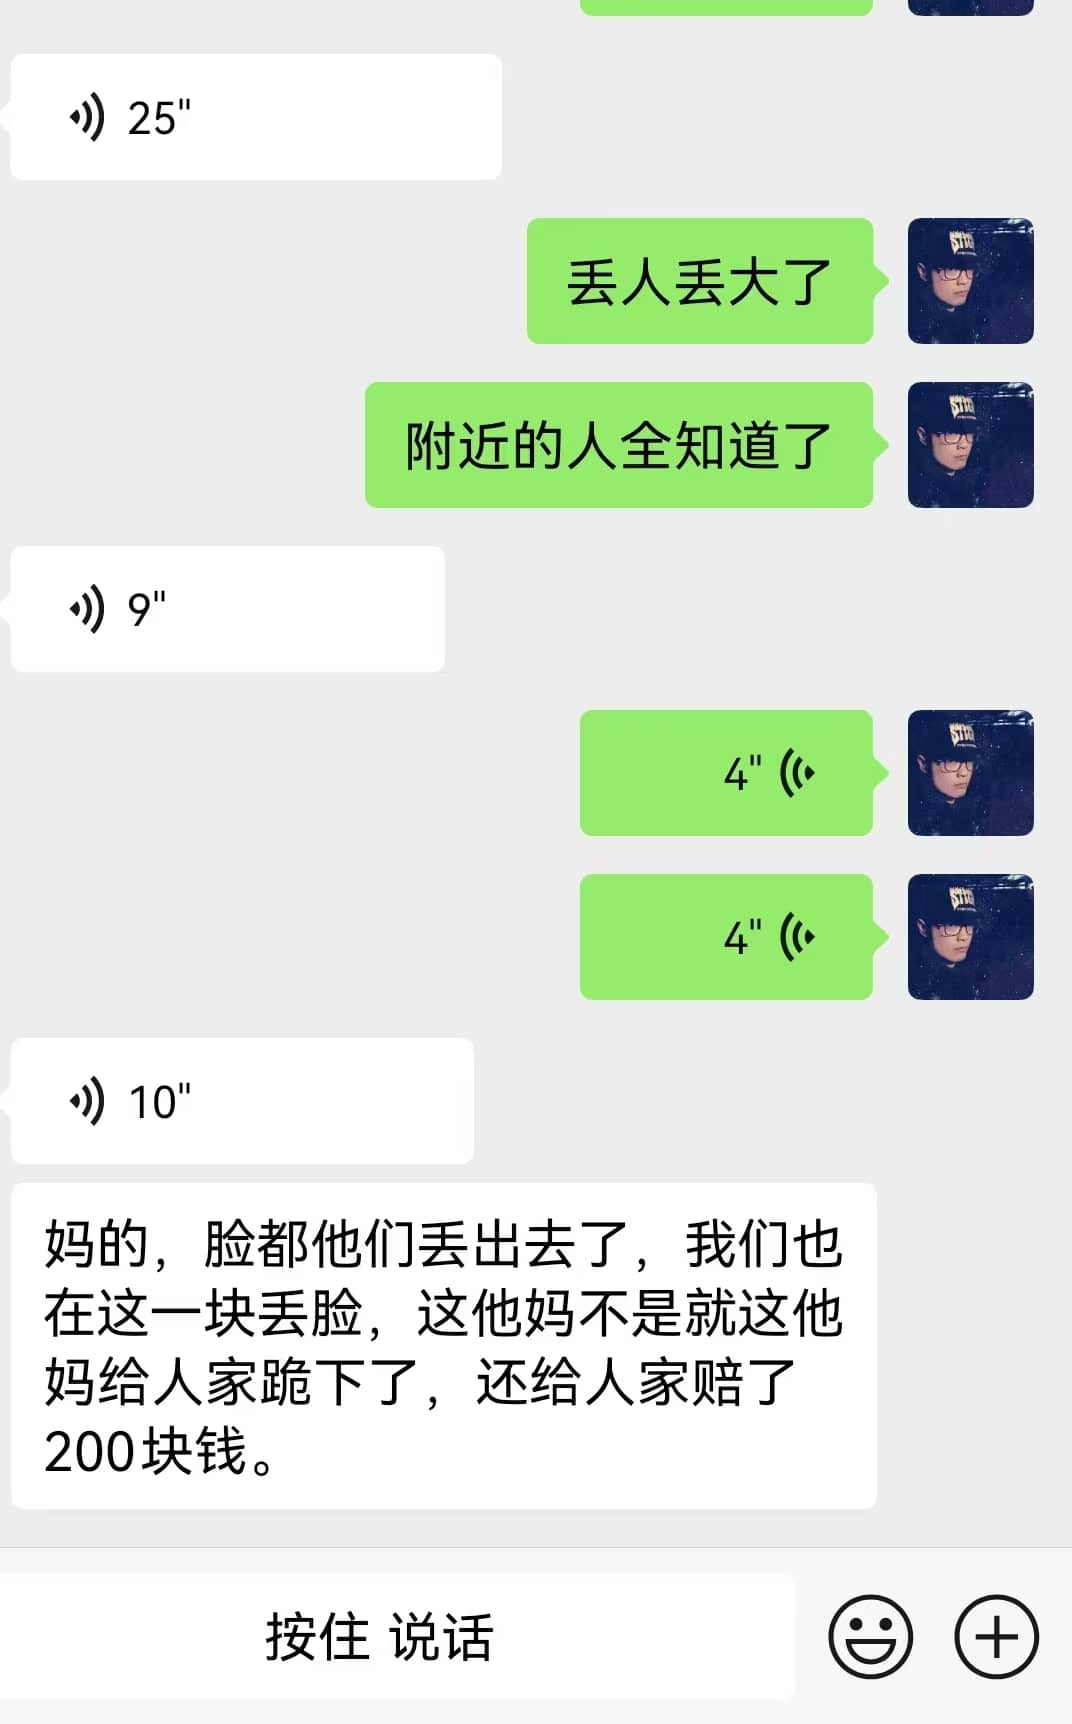 25"
丢人丢大了
附近的人全知道了
9"
4"
4"
10"
妈的，脸都他们丢出去了，我们也
在这一块丢脸，这他妈不是就这他
妈给人家跪下了，还给人家赔了
200块钱。
按住 说话